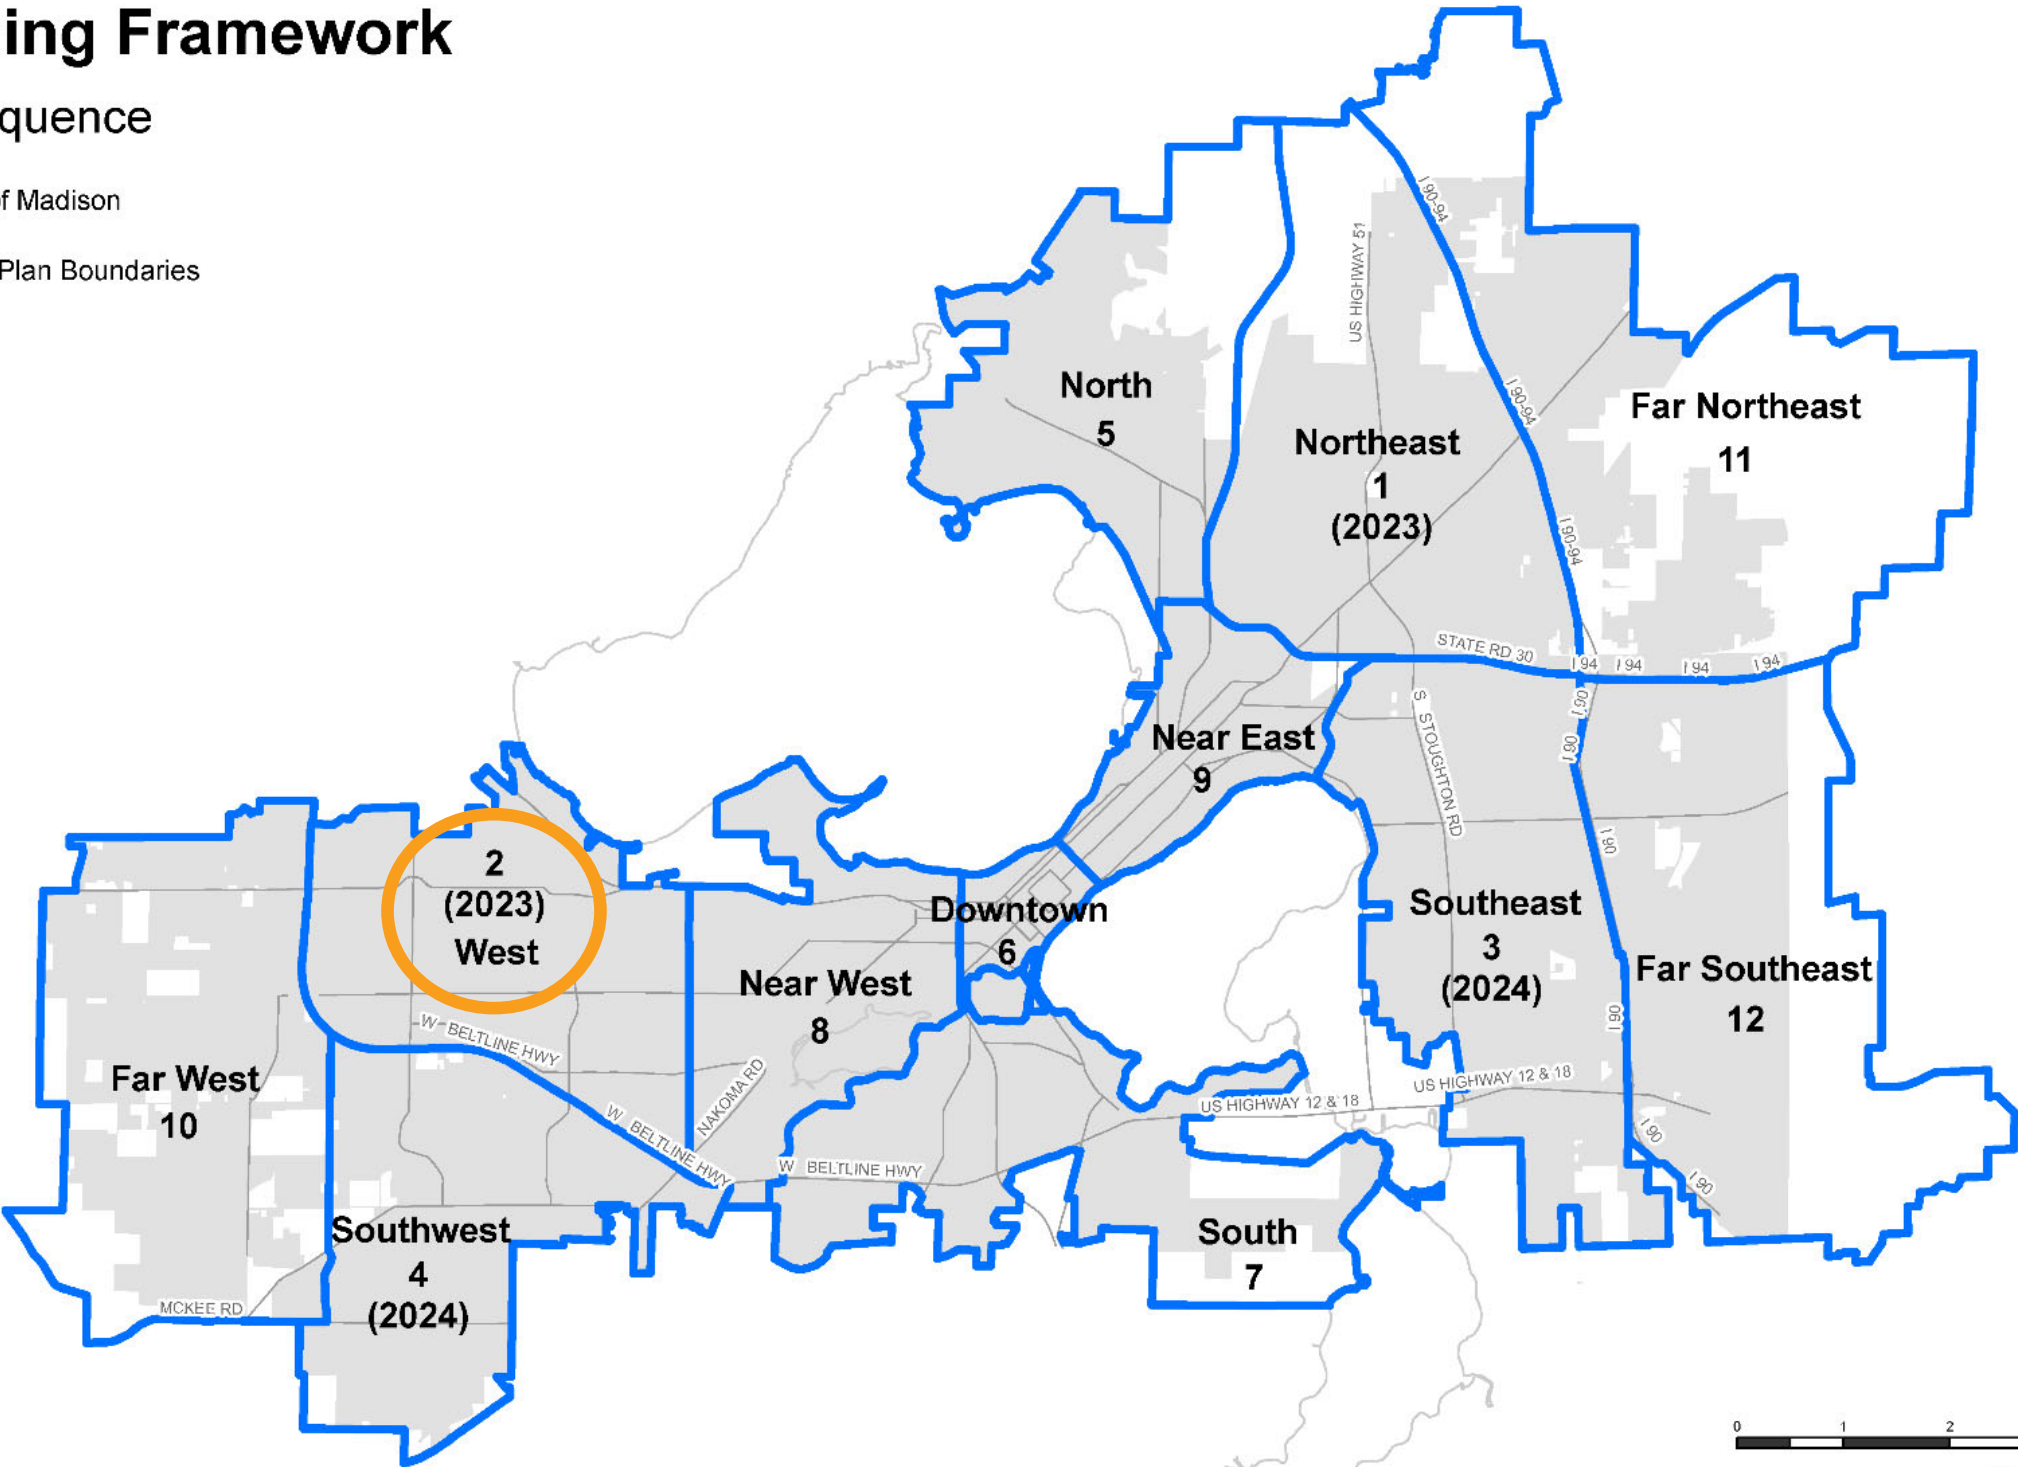 ing Framework
quence
f Madison
Plan Boundaries
I 90-94
US HIGHWAY 51
North
5
I 90-94
Far Northeast
11
Northeast
1
(2023)
I 90-94
STATE RD 30
I 94
I 94
I 94
I 94
I 90
I 90
S STOUGHTON RD
Near East
9
I 90
2
(2023)
West
Downtown
6
Southeast
3
(2024)
Near West
8
Far Southeast
12
I 90
W BELTLINE HWY
Far West
10
NAKOMA RD
US HIGHWAY 12 & 18
US HIGHWAY 12 & 18
W BELTLINE HWY
W BELTLINE HWY
I 90
I 90
Southwest
4
(2024)
South
7
MCKEE RD
0 1 2